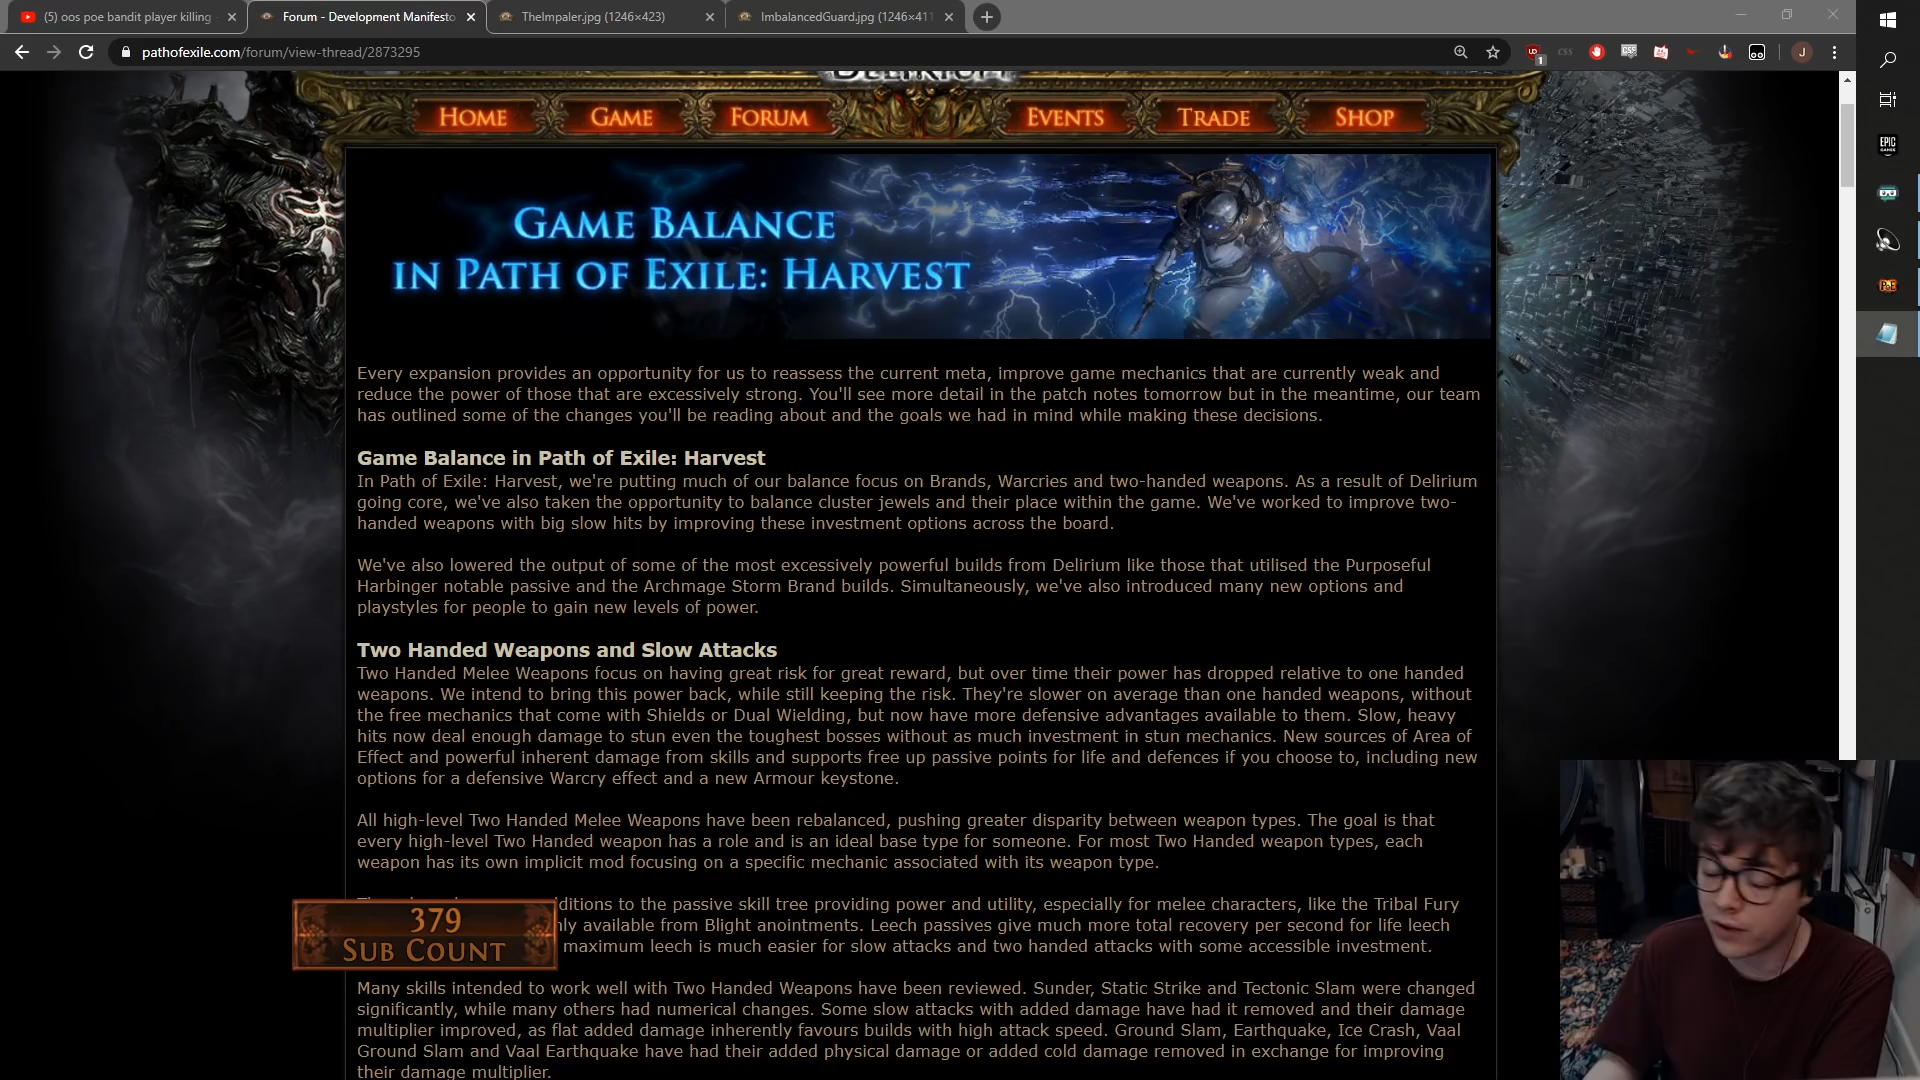 (5) oos poe bandit player killing
Forum - Development Manifesto
TheImpaler.jpg (1246×423)
ImbalancedGuard.jpg (1246×411
pathofexile.com/forum/view-thread/2873295
HOME
GAME
FORUM
EVENTS
TRADE
SHOP
GAME BALANCE
IN PATH OF EXILE: HARVEST
Every expansion provides an opportunity for us to reassess the current meta, improve game mechanics that are currently weak and
reduce the power of those that are excessively strong. You'll see more detail in the patch notes tomorrow but in the meantime, our team
has outlined some of the changes you'll be reading about and the goals we had in mind while making these decisions.
Game Balance in Path of Exile: Harvest
In Path of Exile: Harvest, we're putting much of our balance focus on Brands, Warcries and two-handed weapons. As a result of Delirium
going core, we've also taken the opportunity to balance cluster jewels and their place within the game. We've worked to improve two-
handed weapons with big slow hits by improving these investment options across the board.
We've also lowered the output of some of the most excessively powerful builds from Delirium like those that utilised the Purposeful
Harbinger notable passive and the Archmage Storm Brand builds. Simultaneously, we've also introduced many new options and
playstyles for people to gain new levels of power.
Two Handed Weapons and Slow Attacks
Two Handed Melee Weapons focus on having great risk for great reward, but over time their power has dropped relative to one handed
weapons. We intend to bring this power back, while still keeping the risk. They're slower on average than one handed weapons, without
the free mechanics that come with Shields or Dual Wielding, but now have more defensive advantages available to them. Slow, heavy
hits now deal enough damage to stun even the toughest bosses without as much investment in stun mechanics. New sources of Area of
Effect and powerful inherent damage from skills and supports free up passive points for life and defences if you choose to, including new
options for a defensive Warcry effect and a new Armour keystone.
All high-level Two Handed Melee Weapons have been rebalanced, pushing greater disparity between weapon types. The goal is that
every high-level Two Handed weapon has a role and is an ideal base type for someone. For most Two Handed weapon types, each
weapon has its own implicit mod focusing on a specific mechanic associated with its weapon type.
ditions to the passive skill tree providing power and utility, especially for melee characters, like the Tribal Fury
nly available from Blight anointments. Leech passives give much more total recovery per second for life leech
maximum leech is much easier for slow attacks and two handed attacks with some accessible investment.
379
SUB COUNT
Many skills intended to work well with Two Handed Weapons have been reviewed. Sunder, Static Strike and Tectonic Slam were changed
significantly, while many others had numerical changes. Some slow attacks with added damage have had it removed and their damage
multiplier improved, as flat added damage inherently favours builds with high attack speed. Ground Slam, Earthquake, Ice Crash, Vaal
Ground Slam and Vaal Earthquake have had their added physical damage or added cold damage removed in exchange for improving
their damage multiplier.
J
1
EPIC
GAMES
PoE